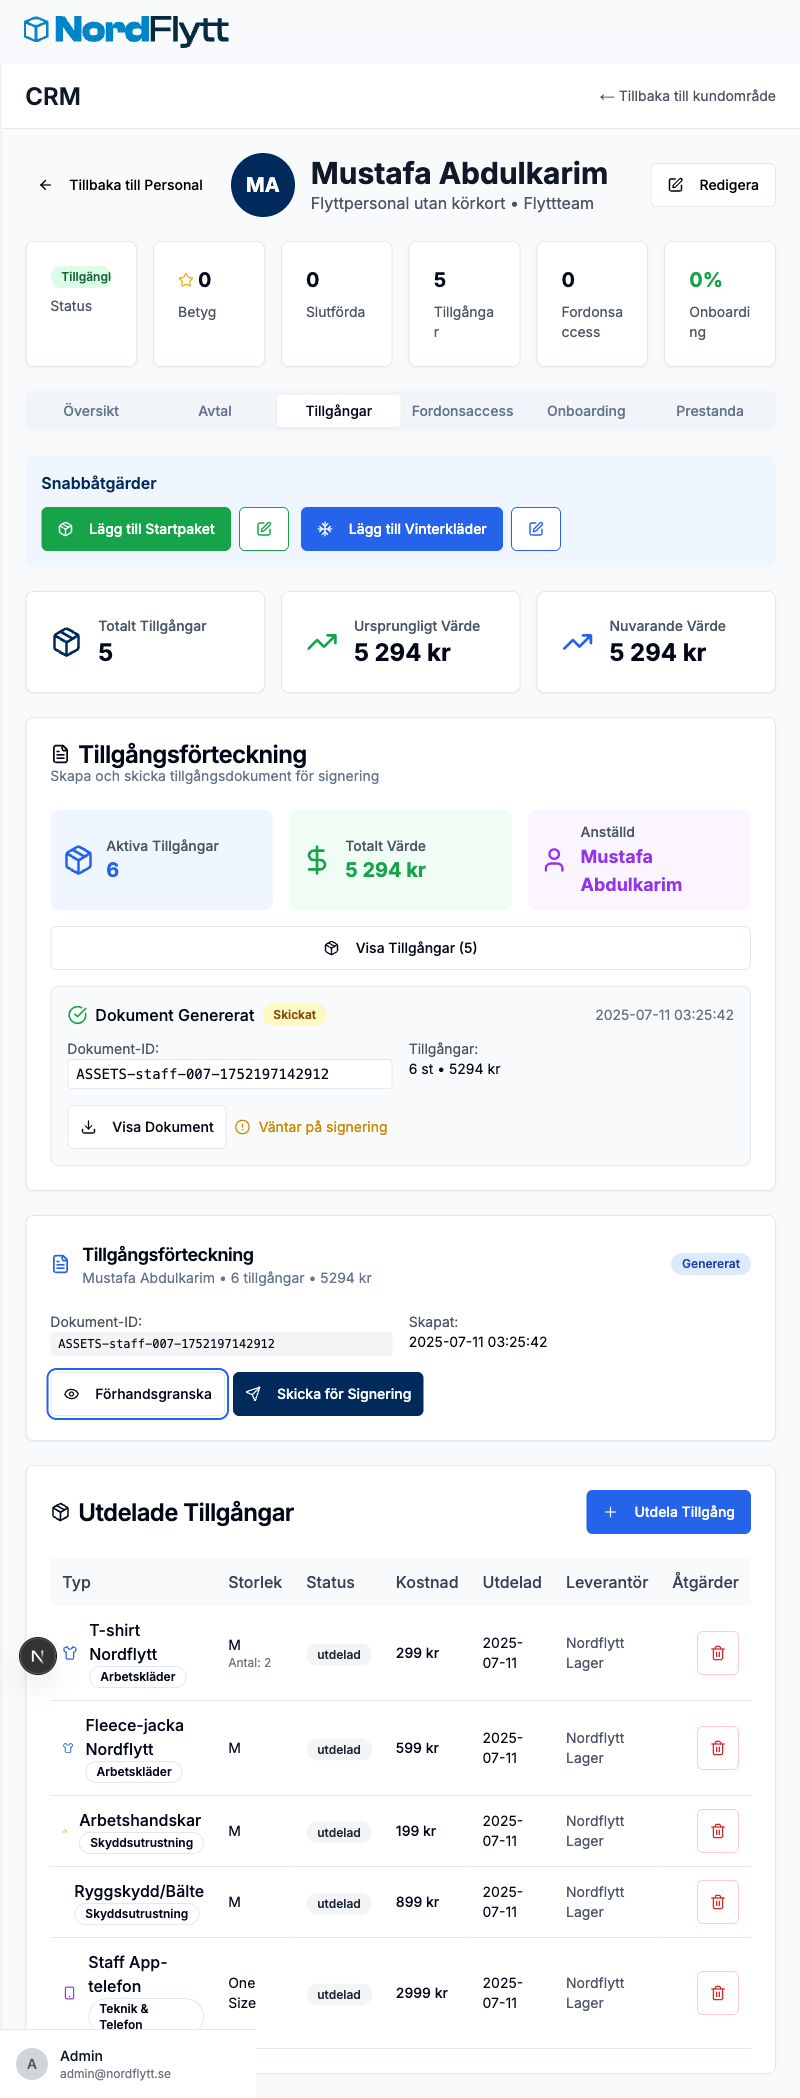 NordFlytt
CRM
← Tillbaka till kundområde
Tillbaka till Personal
MA
Mustafa Abdulkarim
Flyttpersonal utan körkort • Flyttteam
Redigera
Tillgängl
Status
0
Betyg
0
Slutförda
5
Tillgånga
r
0
Fordonsa
ccess
0%
Onboardi
ng
Översikt
Avtal
Tillgångar
Fordonsaccess
Onboarding
Prestanda
Snabbåtgärder
Lägg till Startpaket
Lägg till Vinterkläder
Totalt Tillgångar
5
Ursprungligt Värde
5 294 kr
Nuvarande Värde
5 294 kr
Tillgångsförteckning
Skapa och skicka tillgångsdokument för signering
Aktiva Tillgångar
6
Totalt Värde
5 294 kr
Anställd
Mustafa
Abdulkarim
Visa Tillgångar (5)
Dokument Genererat
Skickat
2025-07-11 03:25:42
Dokument-ID:
ASSETS-staff-007-1752197142912
Tillgångar:
6 st • 5294 kr
Visa Dokument
Väntar på signering
Tillgångsförteckning
Mustafa Abdulkarim • 6 tillgångar • 5294 kr
Genererat
Dokument-ID:
ASSETS-staff-007-1752197142912
Skapat:
2025-07-11 03:25:42
Förhandsgranska
Skicka för Signering
Utdelade Tillgångar
Utdela Tillgång
Typ Storlek Status Kostnad Utdelad Leverantör Åtgärder
T-shirt
Nordflytt
Arbetskläder
M
Antal: 2
utdelad
299 kr
2025-
07-11
Nordflytt
Lager
N
Fleece-jacka
Nordflytt
Arbetskläder
M
utdelad
599 kr
2025-
07-11
Nordflytt
Lager
Arbetshandskar
Skyddsutrustning
M
utdelad
199 kr
2025-
07-11
Nordflytt
Lager
Ryggskydd/Bälte
Skyddsutrustning
M
utdelad
899 kr
2025-
07-11
Nordflytt
Lager
Staff App-
telefon
Teknik &
Telefon
One
Size
utdelad
2999 kr
2025-
07-11
Nordflytt
Lager
A
Admin
admin@nordflytt.se